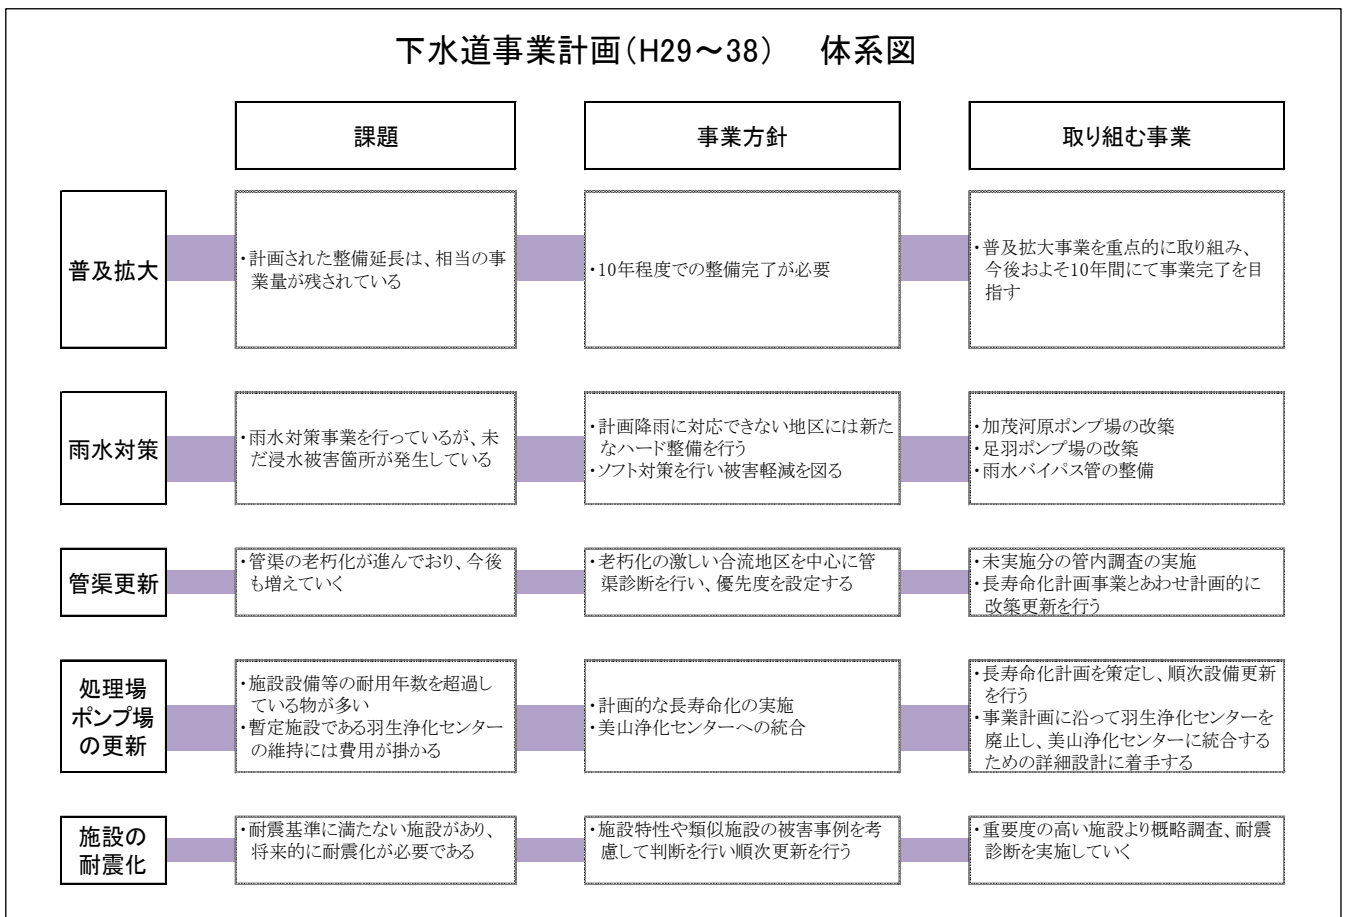 下水道事業計画(H29～38)　体系図
課題
事業方針
取り組む事業
普及拡大
・計画された整備延長は、相当の事
業量が残されている
・10年程度での整備完了が必要
・普及拡大事業を重点的に取り組み、
今後およそ10年間にて事業完了を目
指す
雨水対策
・雨水対策事業を行っているが、未
だ浸水被害箇所が発生している
・計画降雨に対応できない地区には新た
なハード整備を行う
・ソフト対策を行い被害軽減を図る
・加茂河原ポンプ場の改築
・足羽ポンプ場の改築
・雨水バイパス管の整備
管渠更新
・管渠の老朽化が進んでおり、今後
も増えていく
・老朽化の激しい合流地区を中心に管
渠診断を行い、優先度を設定する
・未実施分の管内調査の実施
・長寿命化計画事業とあわせ計画的に
改築更新を行う
処理場
ポンプ場
の更新
・施設設備等の耐用年数を超過し
ている物が多い
・暫定施設である羽生浄化センター
の維持には費用が掛かる
・計画的な長寿命化の実施
・美山浄化センターへの統合
・長寿命化計画を策定し、順次設備更新
を行う
・事業計画に沿って羽生浄化センターを
廃止し、美山浄化センターに統合する
ための詳細設計に着手する
施設の
耐震化
・耐震基準に満たない施設があり、
将来的に耐震化が必要である
・施設特性や類似施設の被害事例を考
慮して判断を行い順次更新を行う
・重要度の高い施設より概略調査、耐震
診断を実施していく